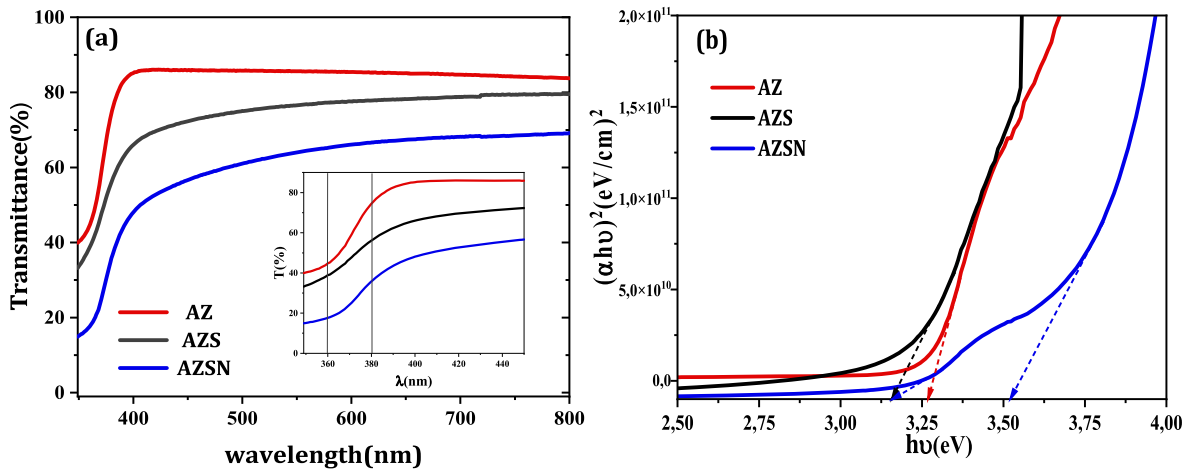 (a)
Transmittance(%)
100
80
60
40
20
0
AZ
AZS
AZSN
T(%)
80
60
40
20
0
360
380
400
420
440
λ(nm)
400
500
600
700
800
wavelength(nm)
(b)
(αhυ)²(eV/cm)²
2,0×10¹¹
1,5×10¹¹
1,0×10¹¹
5,0×10¹⁰
0,0
AZ
AZS
AZSN
2,50
2,75
3,00
3,25
3,50
3,75
4,00
hυ(eV)